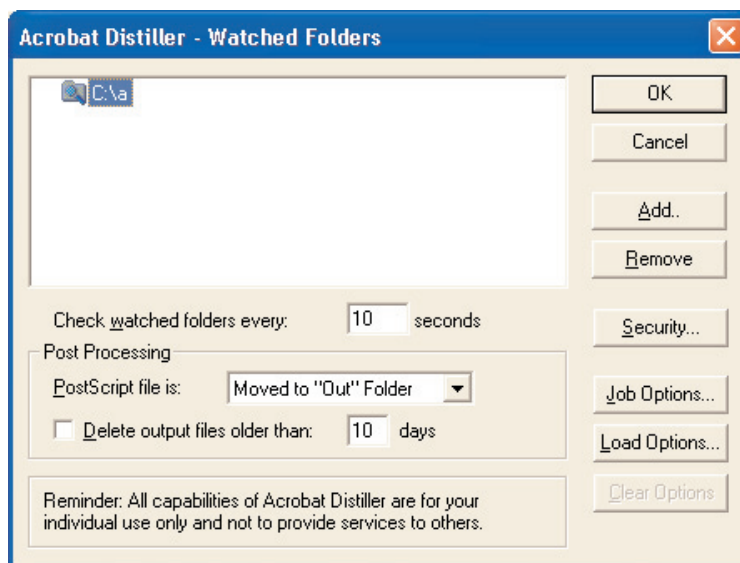 Acrobat Distiller - Watched Folders
C:\a
OK
Cancel
Add..
Remove
Check watched folders every: 10 seconds
Security...
Post Processing
PostScript file is: Moved to "Out" Folder
Job Options...
Delete output files older than: 10 days
Load Options...
Clear Options
Reminder: All capabilities of Acrobat Distiller are for your
individual use only and not to provide services to others.